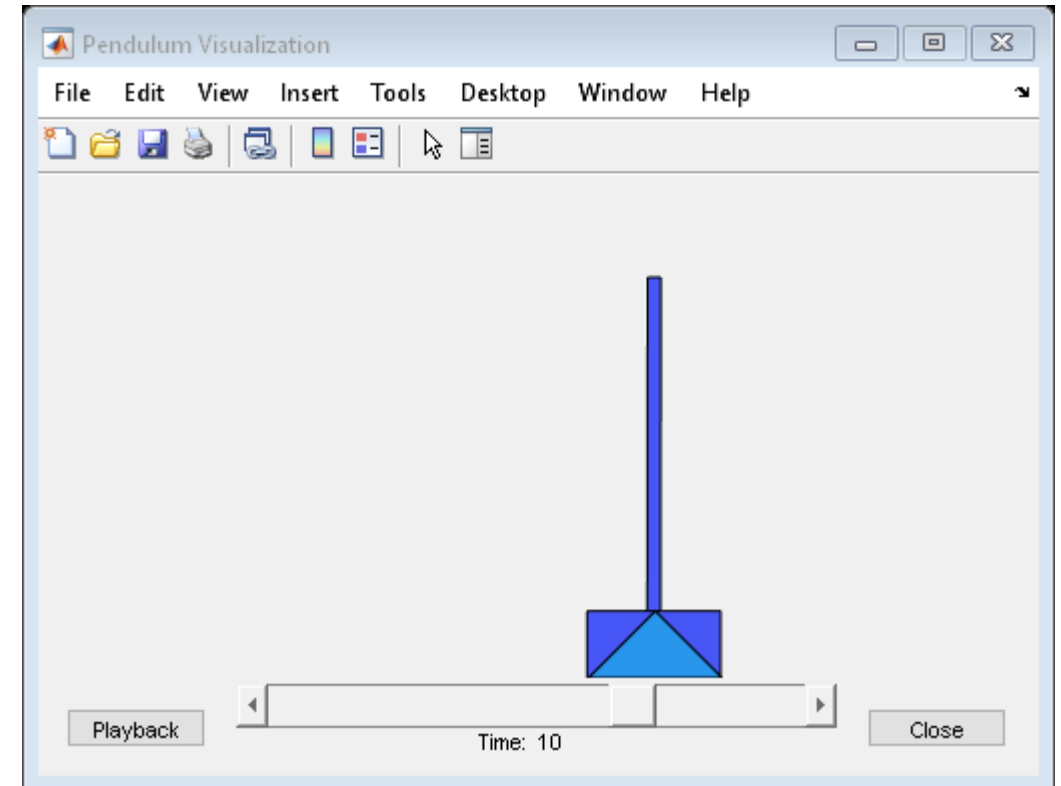 Pendulum Visualization
File Edit View Insert Tools Desktop Window Help
Playback
Time: 10
Close